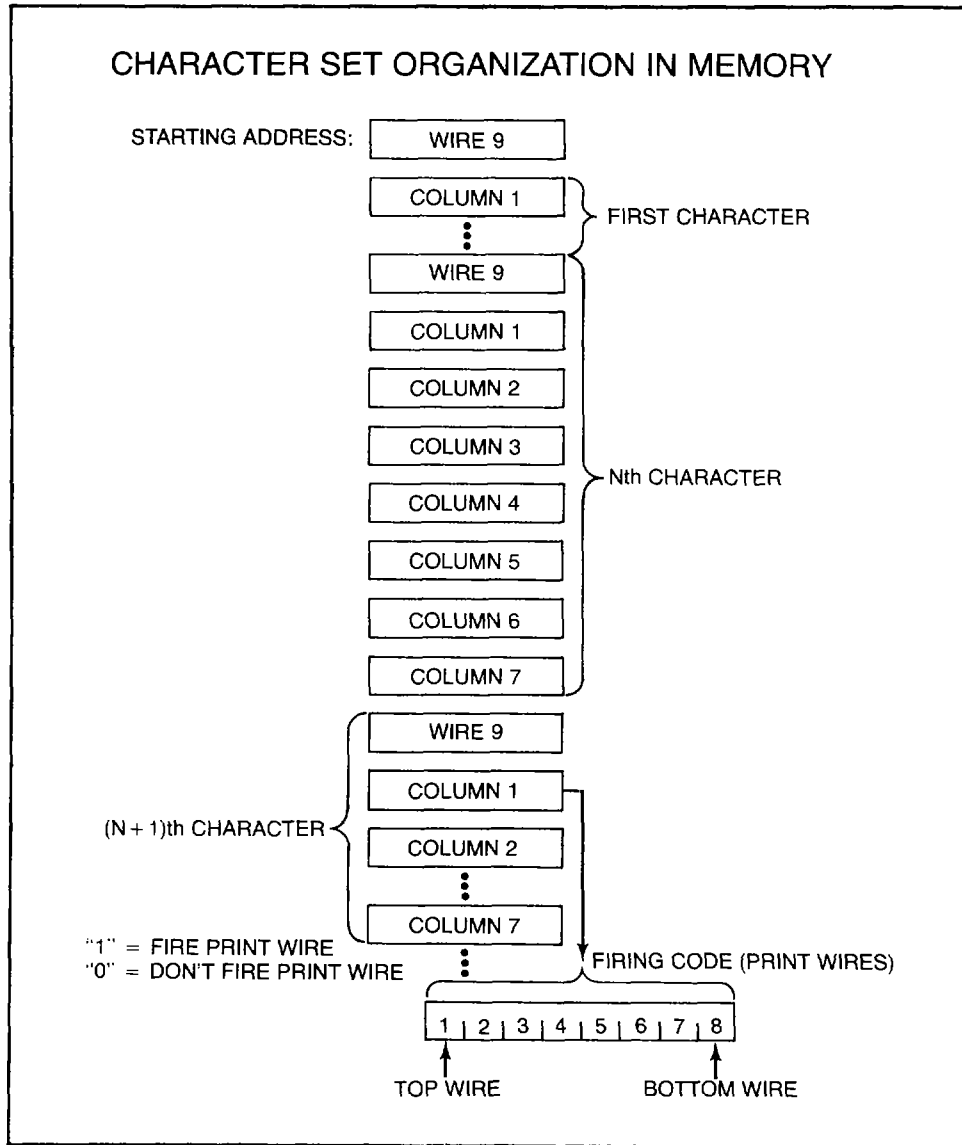 CHARACTER SET ORGANIZATION IN MEMORY
STARTING ADDRESS:
WIRE 9
COLUMN 1
FIRST CHARACTER
WIRE 9
COLUMN 1
COLUMN 2
COLUMN 3
COLUMN 4
Nth CHARACTER
COLUMN 5
COLUMN 6
COLUMN 7
WIRE 9
COLUMN 1
(N + 1)th CHARACTER
COLUMN 2
COLUMN 7
"1" = FIRE PRINT WIRE
"0" = DON'T FIRE PRINT WIRE
FIRING CODE (PRINT WIRES)
1 2 3 4 5 6 7 8
TOP WIRE
BOTTOM WIRE